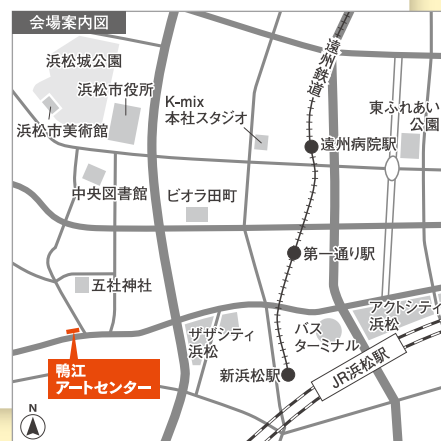 会場案内図
浜松城公園
浜松市役所
浜松市美術館
K-mix
本社スタジオ
遠州鉄道
遠州病院駅
東ふれあい
公園
中央図書館
ビオラ田町
第一通り駅
五社神社
ザザシティ
浜松
バス
ターミナル
アクトシティ
浜松
鴨江
アートセンター
新浜松駅
JR浜松駅
N